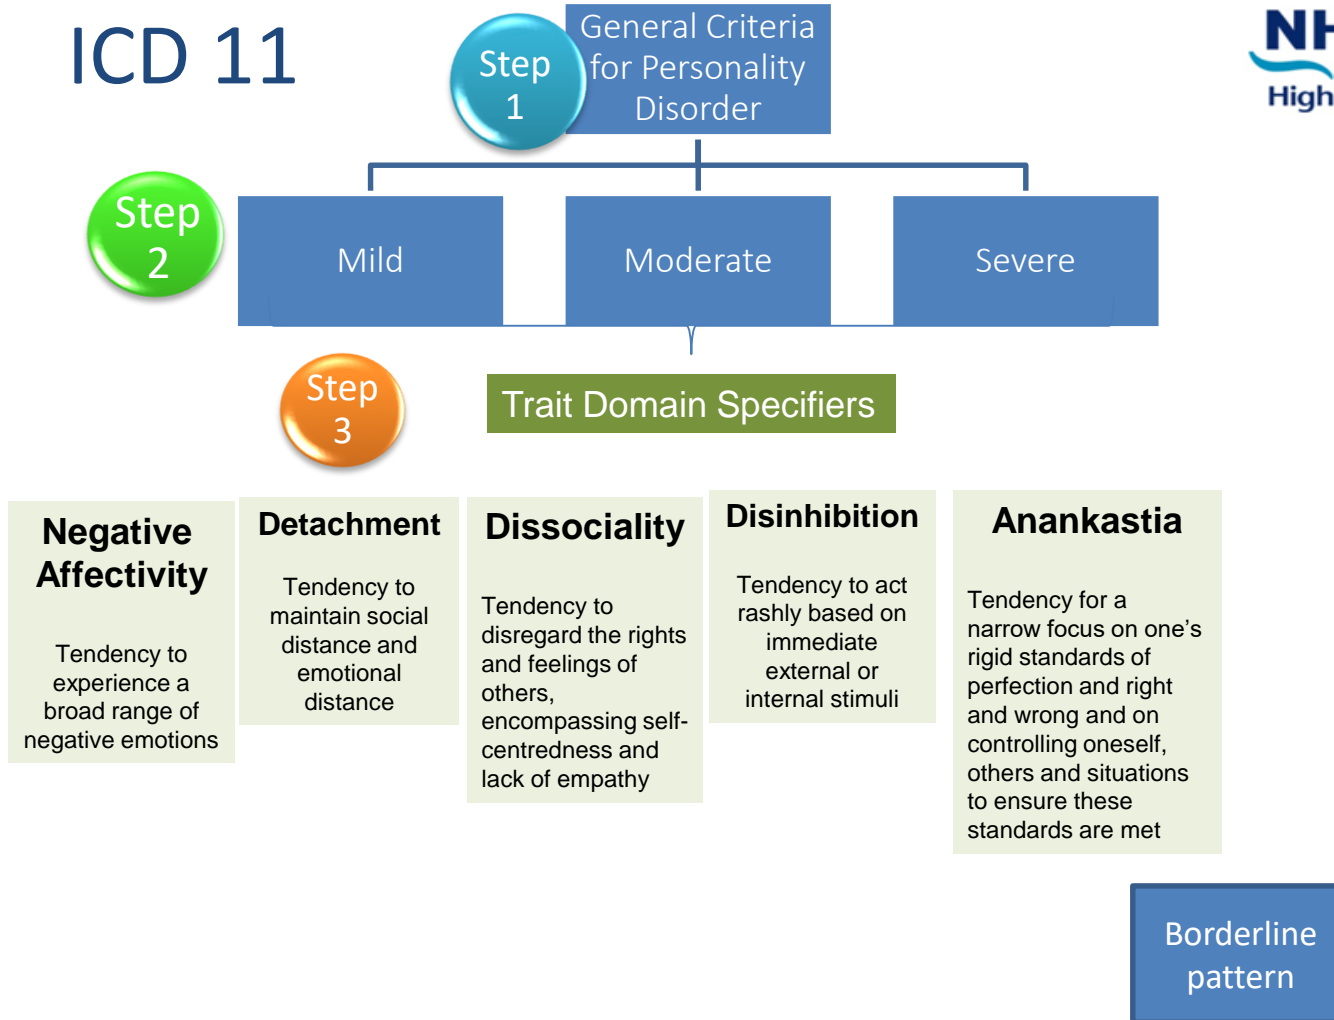 ICD 11
Step
1
General Criteria
for Personality
Disorder
NH
High
Step
2
Mild
Moderate
Severe
Step
3
Trait Domain Specifiers
Negative
Affectivity
Tendency to
experience a
broad range of
negative emotions
Detachment
Tendency to
maintain social
distance and
emotional
distance
Dissociality
Tendency to
disregard the rights
and feelings of
others,
encompassing self-
centredness and
lack of empathy
Disinhibition
Tendency to act
rashly based on
immediate
external or
internal stimuli
Anankastia
Tendency for a
narrow focus on one’s
rigid standards of
perfection and right
and wrong and on
controlling oneself,
others and situations
to ensure these
standards are met
Borderline
pattern